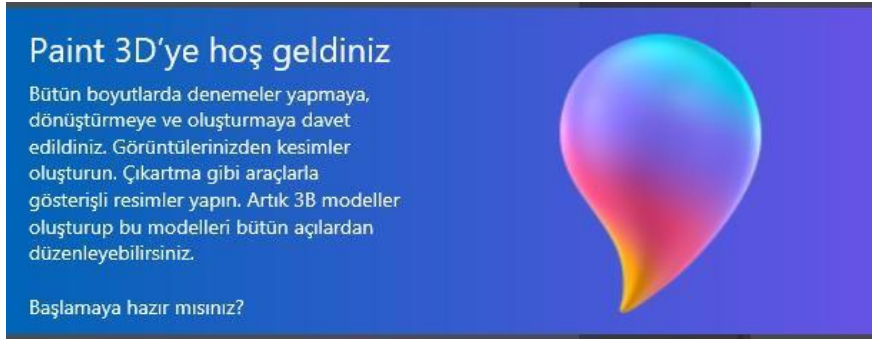 Paint 3D’ye hoş geldiniz
Bütün boyutlarda denemeler yapmaya,
dönüştürmeye ve oluşturmaya davet
edildiniz. Görüntülerinizden kesimler
oluşturun. Çıkartma gibi araçlarla
gösterişli resimler yapın. Artık 3B modeller
oluşturup bu modelleri bütün açılardan
düzenleyebilirsiniz.
Başlamaya hazır mısınız?